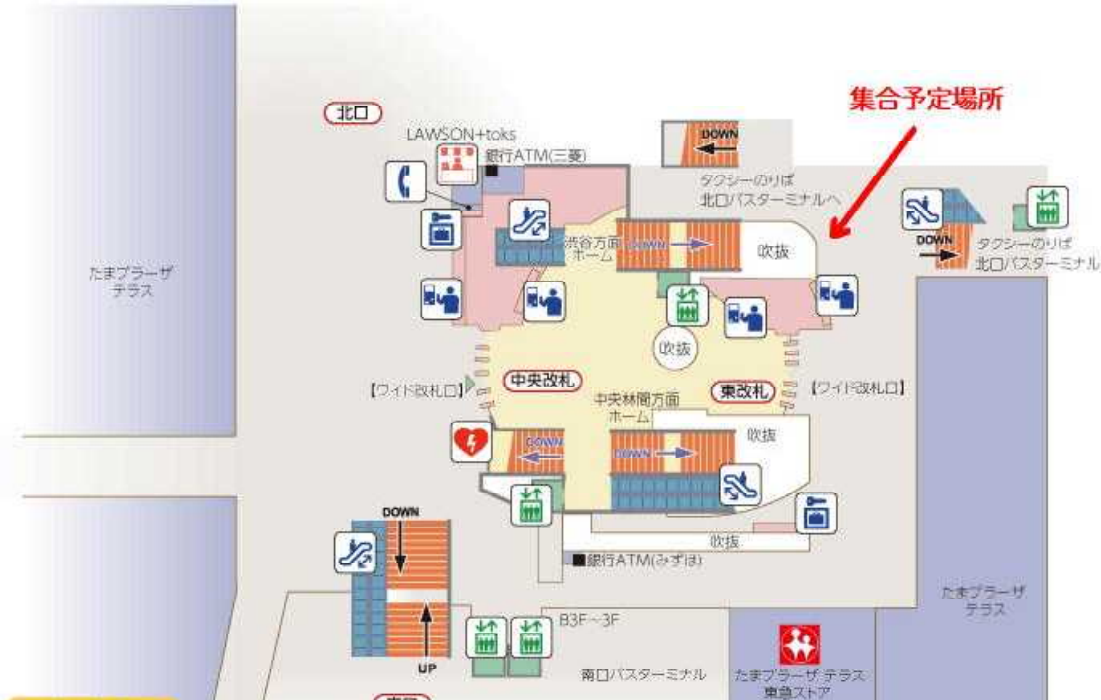 集合予定場所
北口
LAWSON+toks
銀行ATM(三菱)
DOWN
タクシーのりば
北口バスターミナルへ
渋谷方面
ホーム
DOWN
吹抜
DOWN
タクシーのりば
北口バスターミナル
たまプラーザ
テラス
吹抜
【ワイド改札口】
中央改札
東改札
【ワイド改札口】
中央林間方面
ホーム
吹抜
DOWN
DOWN
DOWN
吹抜
銀行ATM(みずほ)
たまプラーザ
テラス
B3F～3F
UP
南口バスターミナル
たまプラーザ テラス
東急ストア